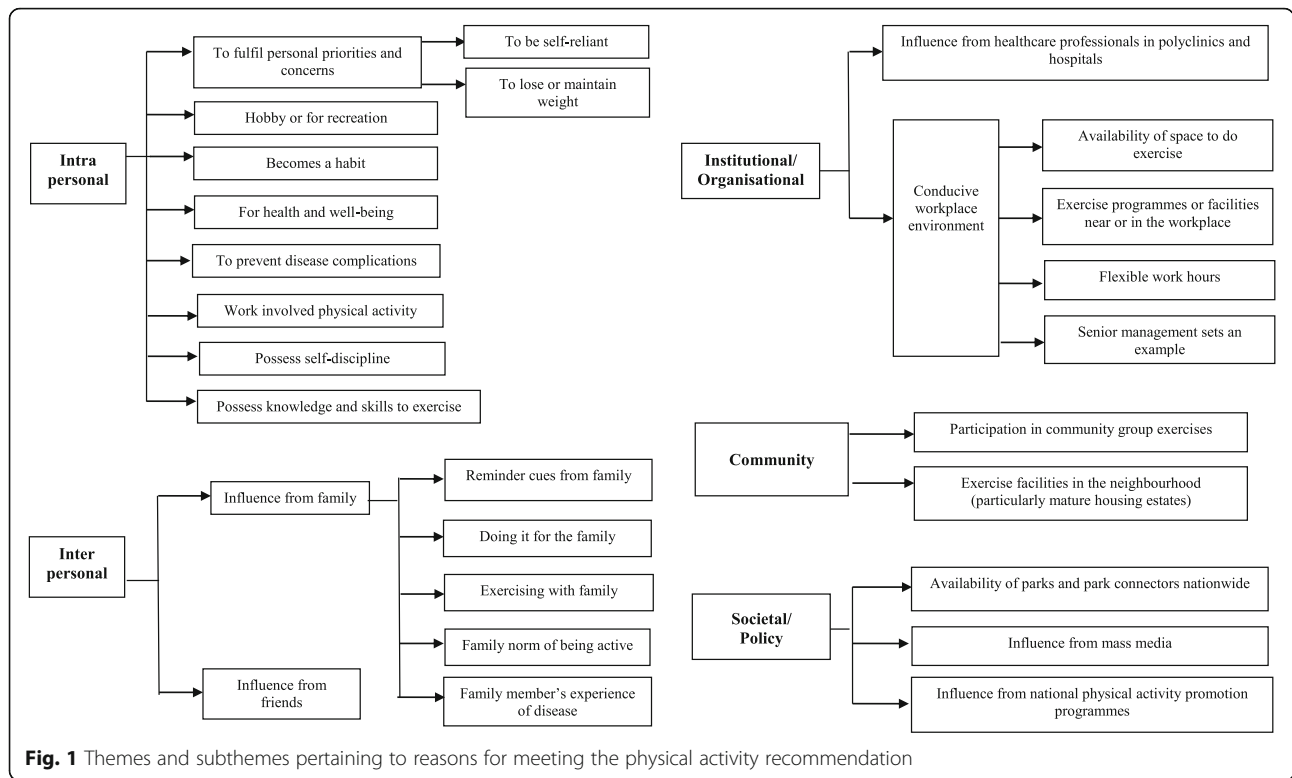 Intra
personal
To fulfil personal priorities and
concerns
To be self-reliant
To lose or maintain
weight
Hobby or for recreation
Becomes a habit
For health and well-being
To prevent disease complications
Work involved physical activity
Possess self-discipline
Possess knowledge and skills to exercise
Inter
personal
Influence from family
Reminder cues from family
Doing it for the family
Exercising with family
Family norm of being active
Family member's experience
of disease
Influence from
friends
Institutional/
Organisational
Influence from healthcare professionals in polyclinics and
hospitals
Conducive
workplace
environment
Availability of space to do
exercise
Exercise programmes or facilities
near or in the workplace
Flexible work hours
Senior management sets an
example
Community
Participation in community group exercises
Exercise facilities in the neighbourhood
(particularly mature housing estates)
Societal/
Policy
Availability of parks and park connectors nationwide
Influence from mass media
Influence from national physical activity promotion
programmes
Fig. 1 Themes and subthemes pertaining to reasons for meeting the physical activity recommendation